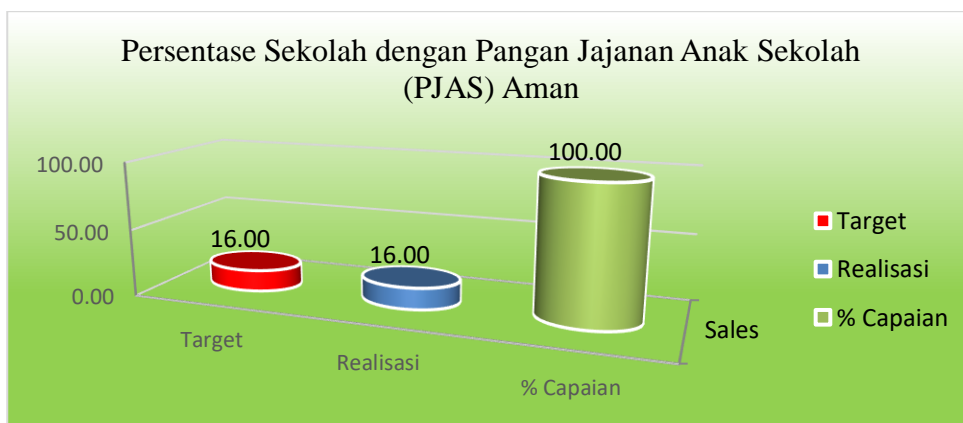 Persentase Sekolah dengan Pangan Jajanan Anak Sekolah
(PJAS) Aman
100.00
50.00
0.00
16.00
16.00
100.00
Target
Realisasi
% Capaian
Sales
Target
Realisasi
% Capaian